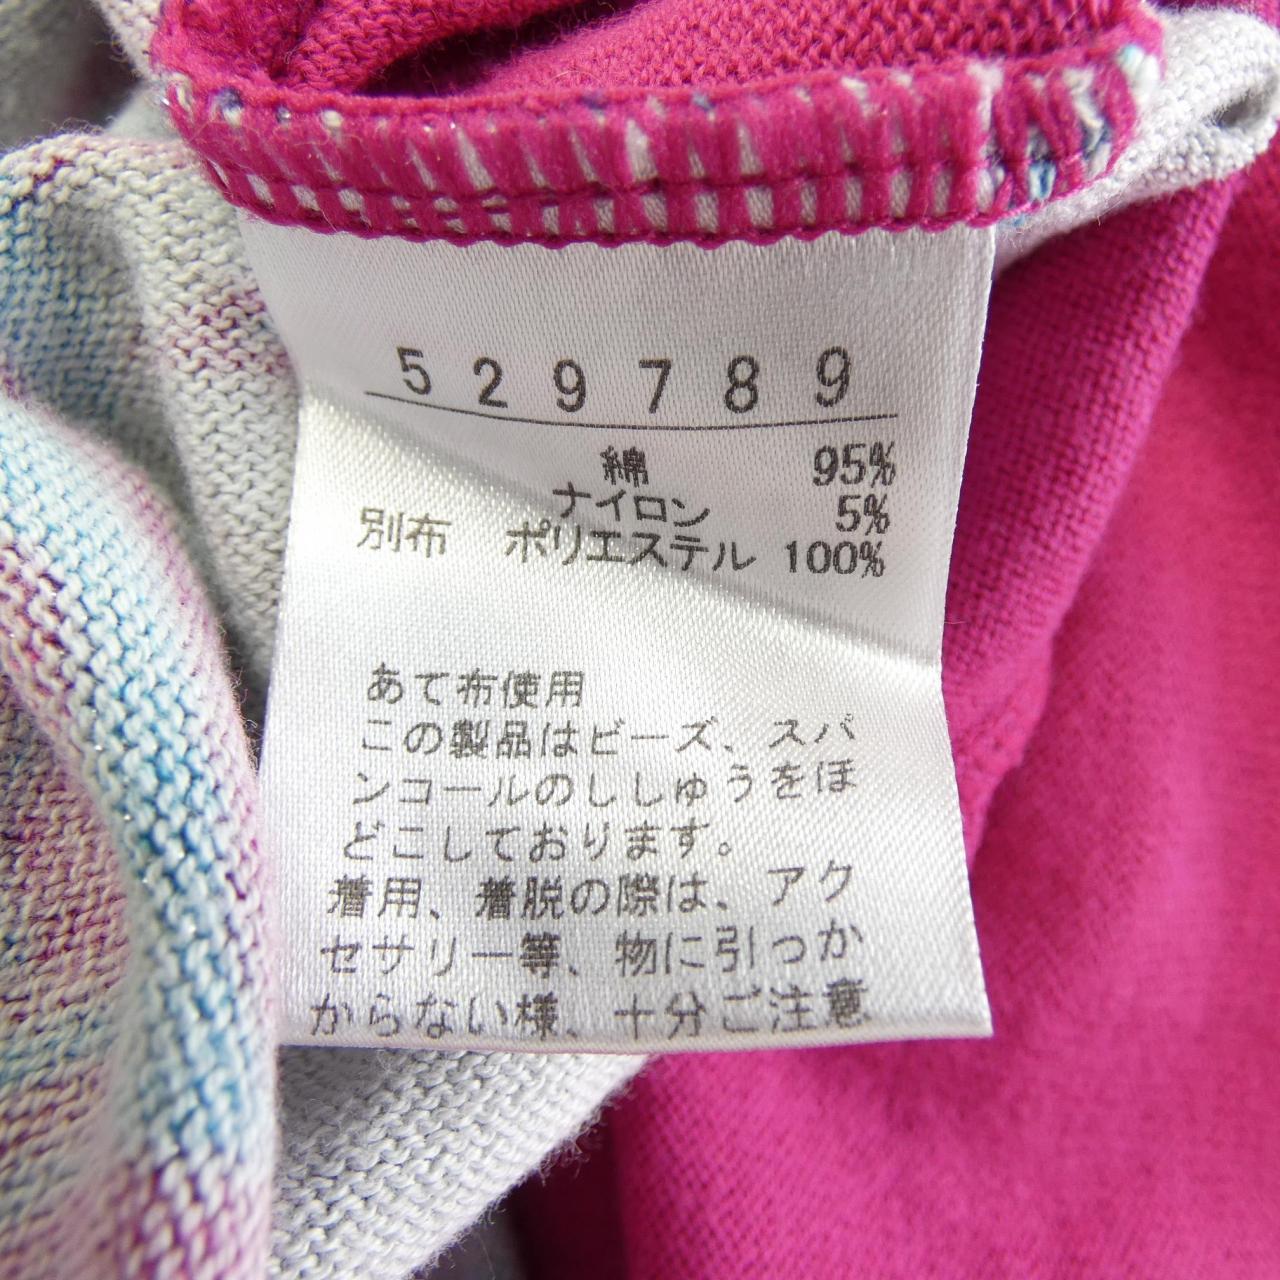 529789
綿 95%
ナイロン 5%
別布 ポリエステル 100%
あて布使用
この製品はビーズ、スパ
ンコールのししゅうをほ
どこしております。
着用、着脱の際は、アク
セサリー等、物に引っか
からない様、十分ご注意